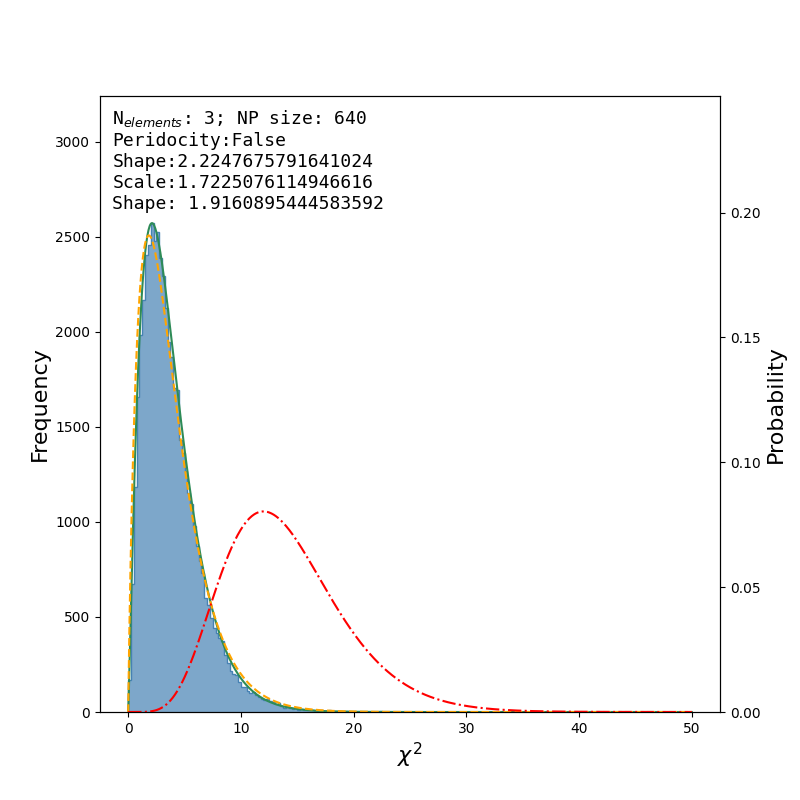 N_elements: 3; NP size: 640
Peridocity:False
Shape:2.2247675791641024
Scale:1.7225076114946616
Shape: 1.9160895444583592
3000
2500
2000
1500
1000
500
0
Frequency
0.20
0.15
0.10
0.05
0.00
Probability
0 10 20 30 40 50
χ²